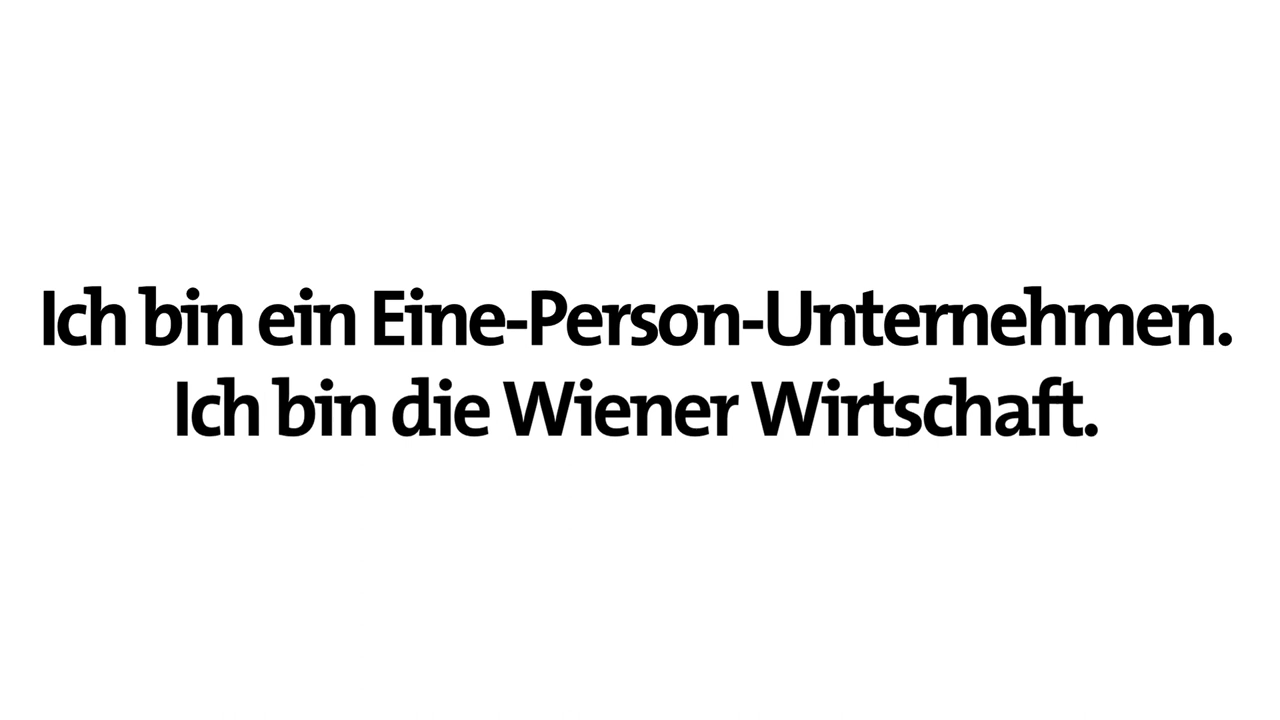 Ich bin ein Eine-Person-Unternehmen.
Ich bin die Wiener Wirtschaft.